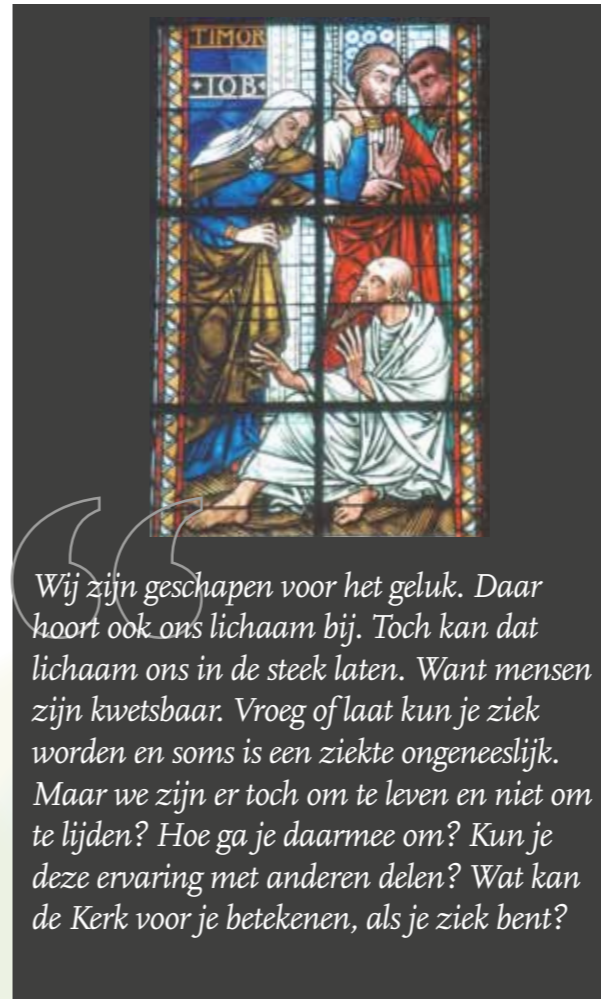 TIMOR
•IOB•
Wij zijn geschapen voor het geluk. Daar
hoort ook ons lichaam bij. Toch kan dat
lichaam ons in de steek laten. Want mensen
zijn kwetsbaar. Vroeg of laat kun je ziek
worden en soms is een ziekte ongeneeslijk.
Maar we zijn er toch om te leven en niet om
te lijden? Hoe ga je daarmee om? Kun je
deze ervaring met anderen delen? Wat kan
de Kerk voor je betekenen, als je ziek bent?